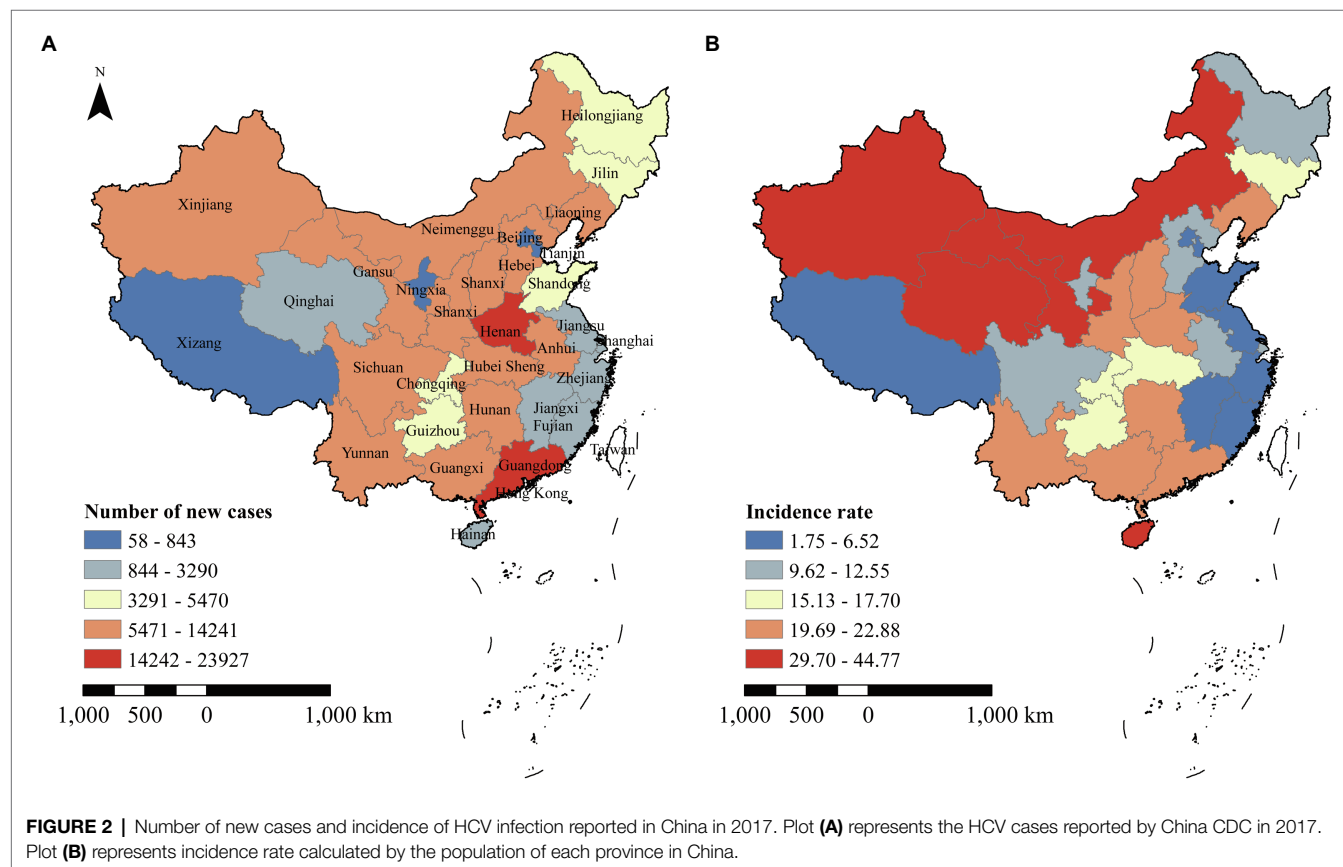 A
B
N
Heilongjiang
Jilin
Xinjiang
Liaoning
Neimenggu
Beijing
Tianjin
Hebei
Gansu
Shanxi
Shandong
Ningxia
Qinghai
Shanxi
Henan
Jiangsu
Xizang
Anhui
Shanghai
Sichuan
Hubei Sheng
Zhejiang
Chongqing
Hunan
Jiangxi
Guizhou
Fujian
Yunnan
Taiwan
Guangxi
Guangdong
Hong Kong
Hainan
Number of new cases
58 - 843
844 - 3290
3291 - 5470
5471 - 14241
14242 - 23927
1,000 500 0 1,000 km
Incidence rate
1.75 - 6.52
9.62 - 12.55
15.13 - 17.70
19.69 - 22.88
29.70 - 44.77
1,000 500 0 1,000 km
FIGURE 2 | Number of new cases and incidence of HCV infection reported in China in 2017. Plot (A) represents the HCV cases reported by China CDC in 2017.
Plot (B) represents incidence rate calculated by the population of each province in China.